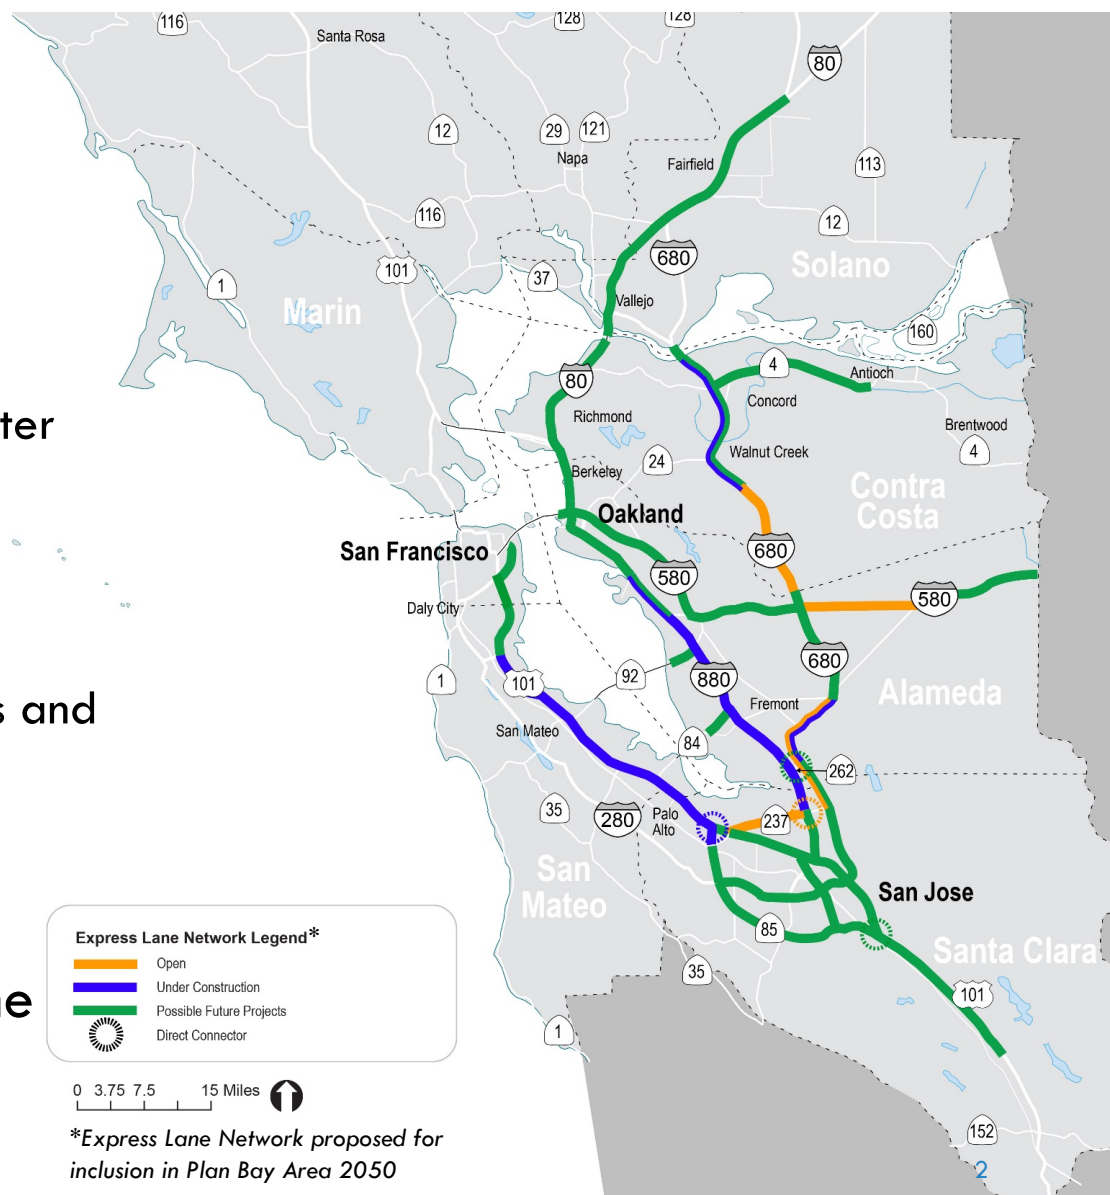 116
128
128
Santa Rosa
80
12
29
121
Napa
Fairfield
113
116
12
680
Solano
101
37
1
Marin
Vallejo
160
4
Antioch
80
Concord
ter
Richmond
Brentwood
Walnut Creek
4
24
Berkeley
Contra
Costa
Oakland
San Francisco
680
580
580
Daly City
680
92
1
101
880
Alameda
s and
Fremont
San Mateo
84
262
35
280
Palo
Alto
237
San
Mateo
San Jose
85
Santa Clara
35
101
ne
1
Express Lane Network Legend*
Open
Under Construction
Possible Future Projects
Direct Connector
0 3.75 7.5 15 Miles
*Express Lane Network proposed for
inclusion in Plan Bay Area 2050
152
2